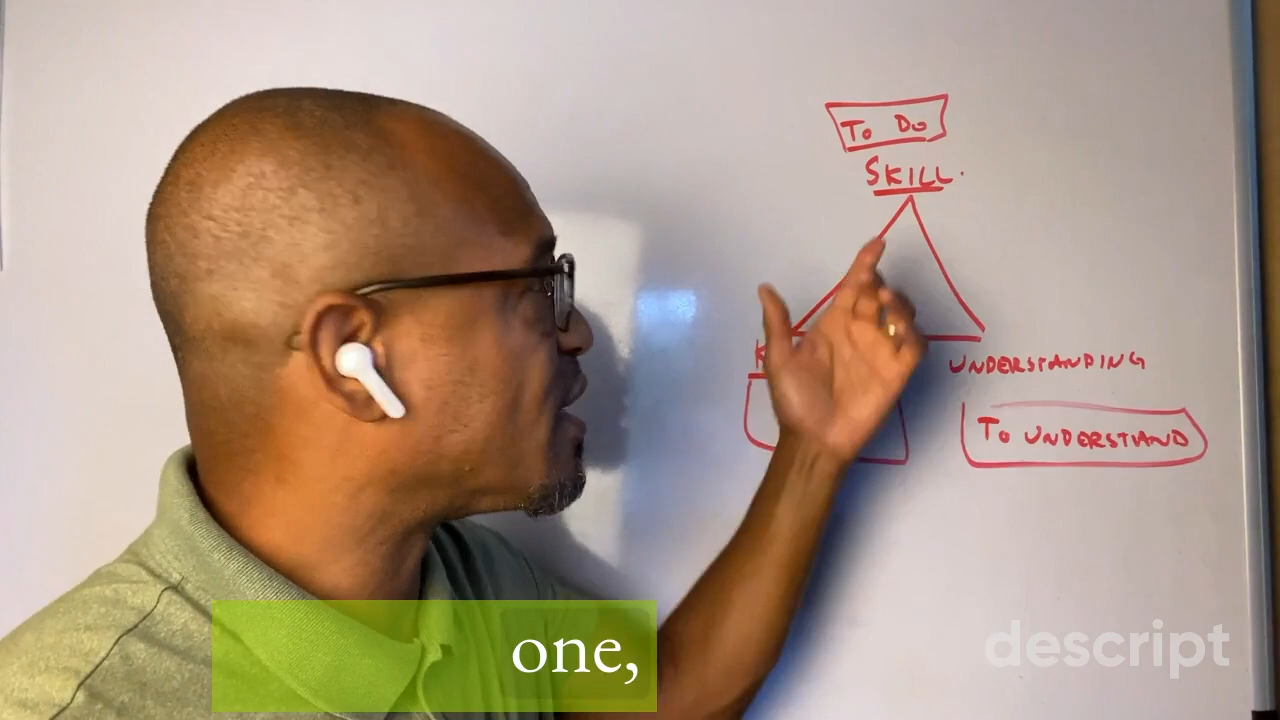 To Do
SKILL.
K
UNDERSTANDING
To UNDERSTAND
one,
descript